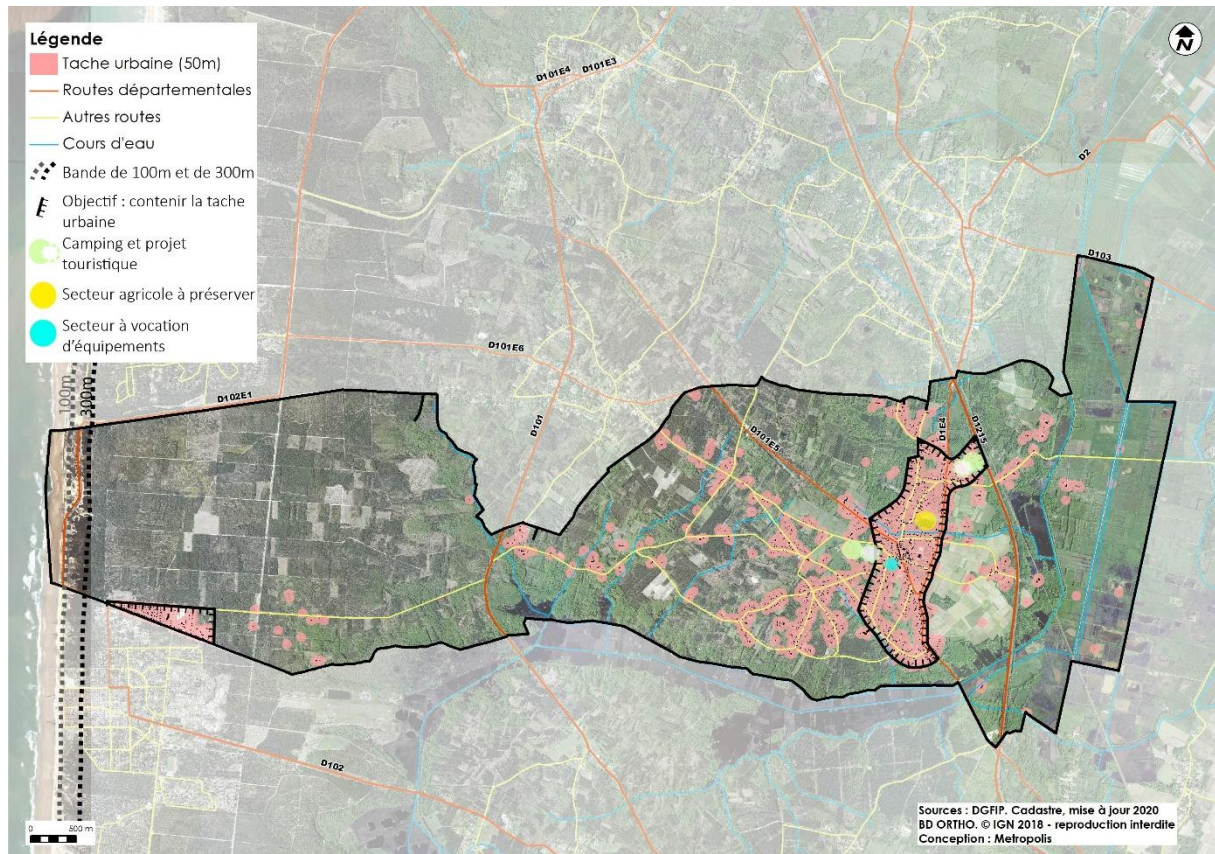 Légende
Tache urbaine (50m)
Routes départementales
Autres routes
Cours d'eau
Bande de 100m et de 300m
Objectif : contenir la tache
urbaine
Camping et projet
touristique
Secteur agricole à préserver
Secteur à vocation
d'équipements
N
D101E4
D101E3
D2
D103
D101E6
D102E1
D101
D101E5
D1E4
D1215
100m
300m
D102
0 500 m
Sources : DGFIP. Cadastre, mise à jour 2020
BD ORTHO. © IGN 2018 - reproduction interdite
Conception : Metropolis